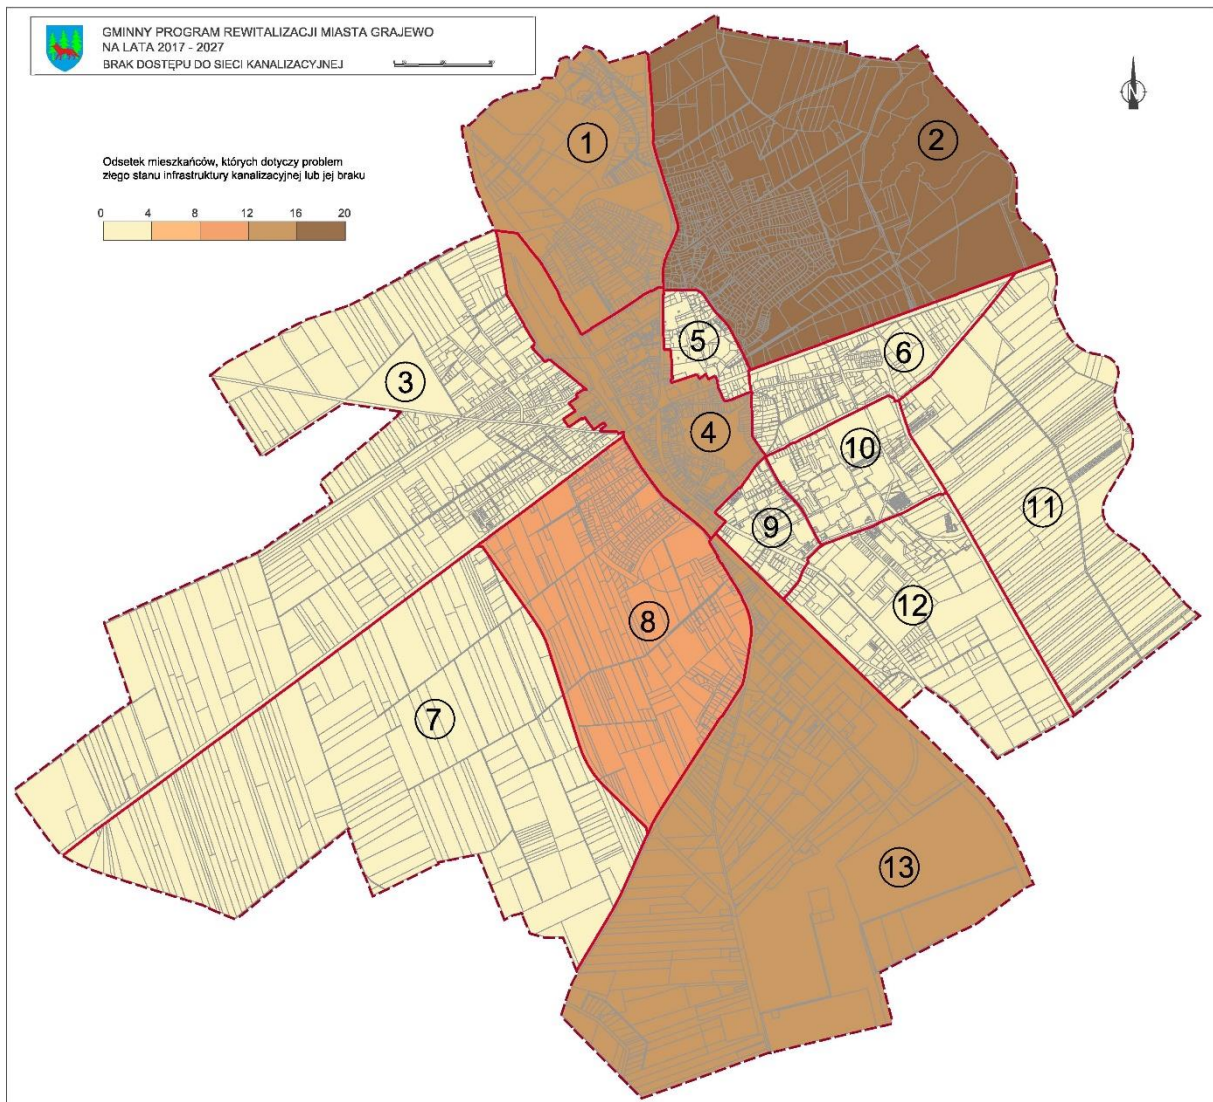 GMINNY PROGRAM REWITALIZACJI MIASTA GRAJEWO
NA LATA 2017 - 2027
BRAK DOSTĘPU DO SIECI KANALIZACYJNEJ
N
Odsetek mieszkańców, których dotyczy problem
złego stanu infrastruktury kanalizacyjnej lub jej braku
0 4 8 12 16 20
1
2
3
5
6
4
10
9
11
12
8
7
13